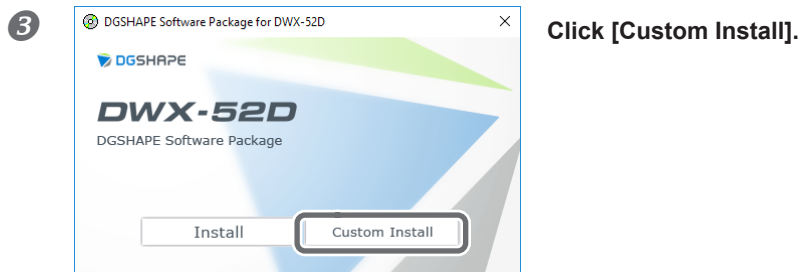 3
DGSHAPE Software Package for DWX-52D
Click [Custom Install].
DGSHAPE
DWX-52D
DGSHAPE Software Package
Install
Custom Install